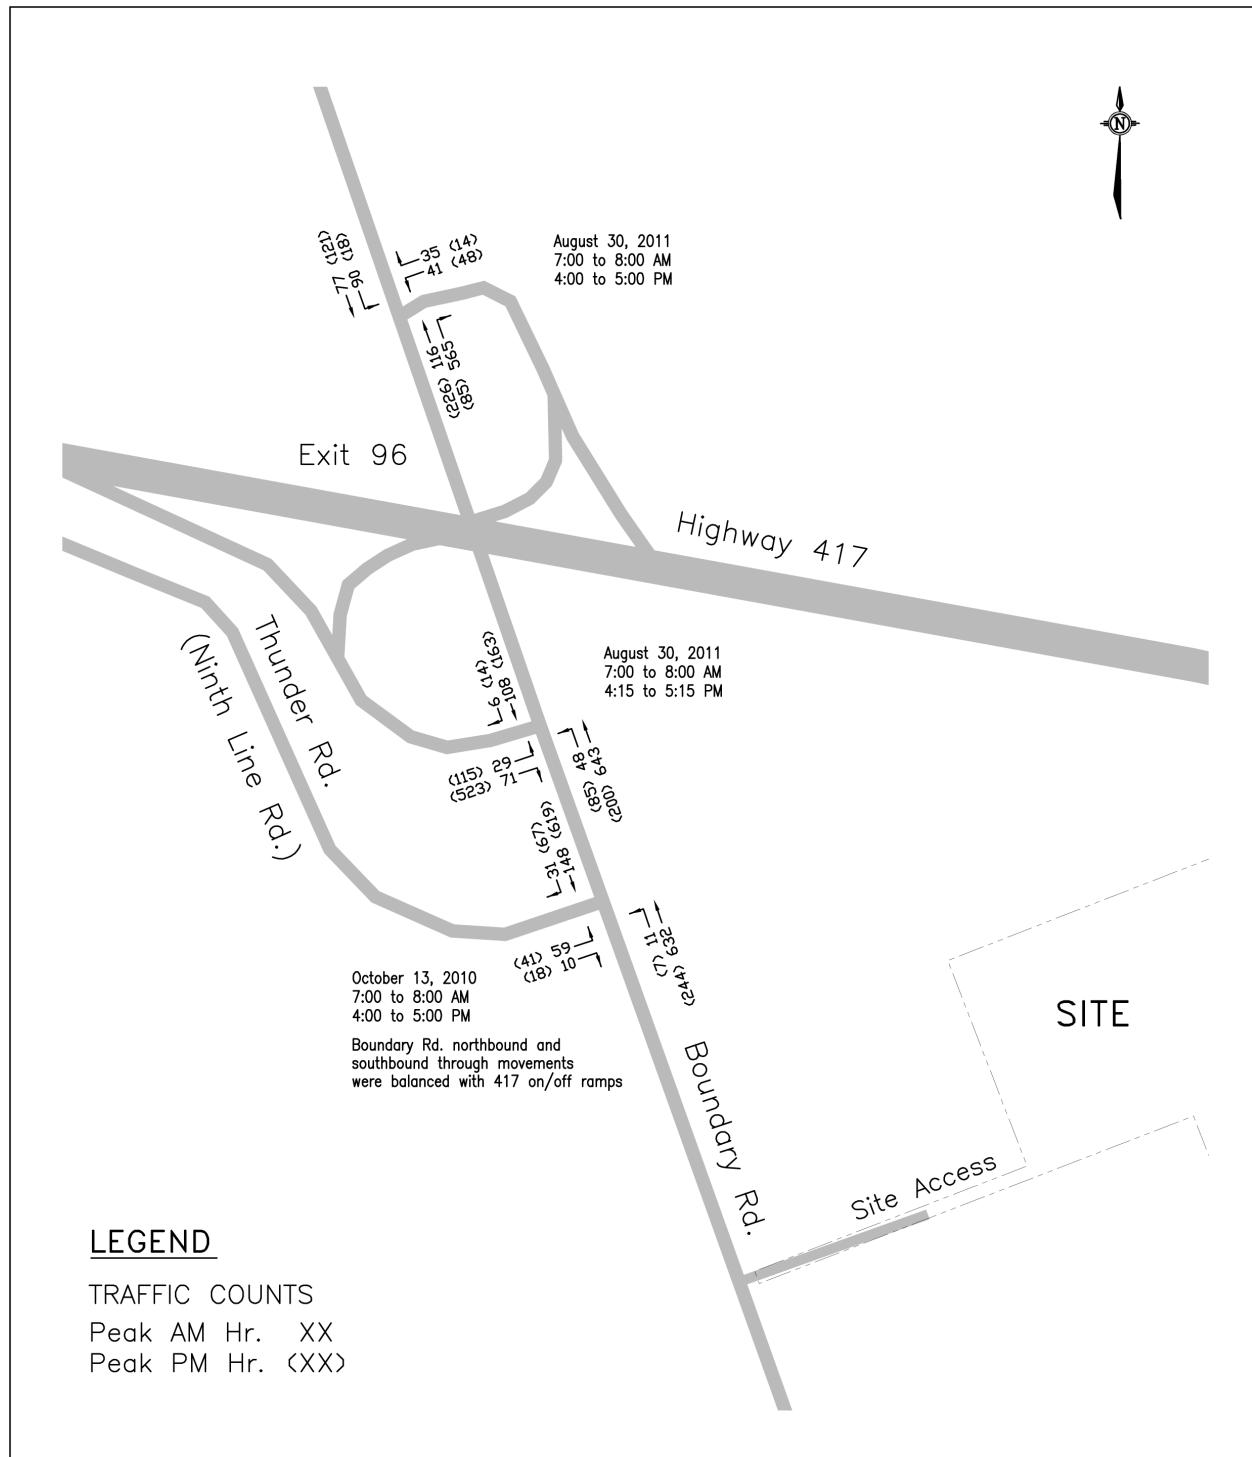 N
35 (14)
41 (48)
August 30, 2011
7:00 to 8:00 AM
4:00 to 5:00 PM
90 (18)
77 (121)
(226) 116
(85) 565
Exit 96
Highway 417
August 30, 2011
7:00 to 8:00 AM
4:15 to 5:15 PM
108 (163)
6 (14)
Thunder Rd.
(Ninth Line Rd.)
(115) 29
(523) 71
(85) 48
(200) 643
148 (619)
31 (67)
(41) 59
(18) 10
(7) 11
(244) 632
October 13, 2010
7:00 to 8:00 AM
4:00 to 5:00 PM
Boundary Rd. northbound and
southbound through movements
were balanced with 417 on/off ramps
SITE
Boundary Rd.
Site Access
LEGEND
TRAFFIC COUNTS
Peak AM Hr. XX
Peak PM Hr. (XX)